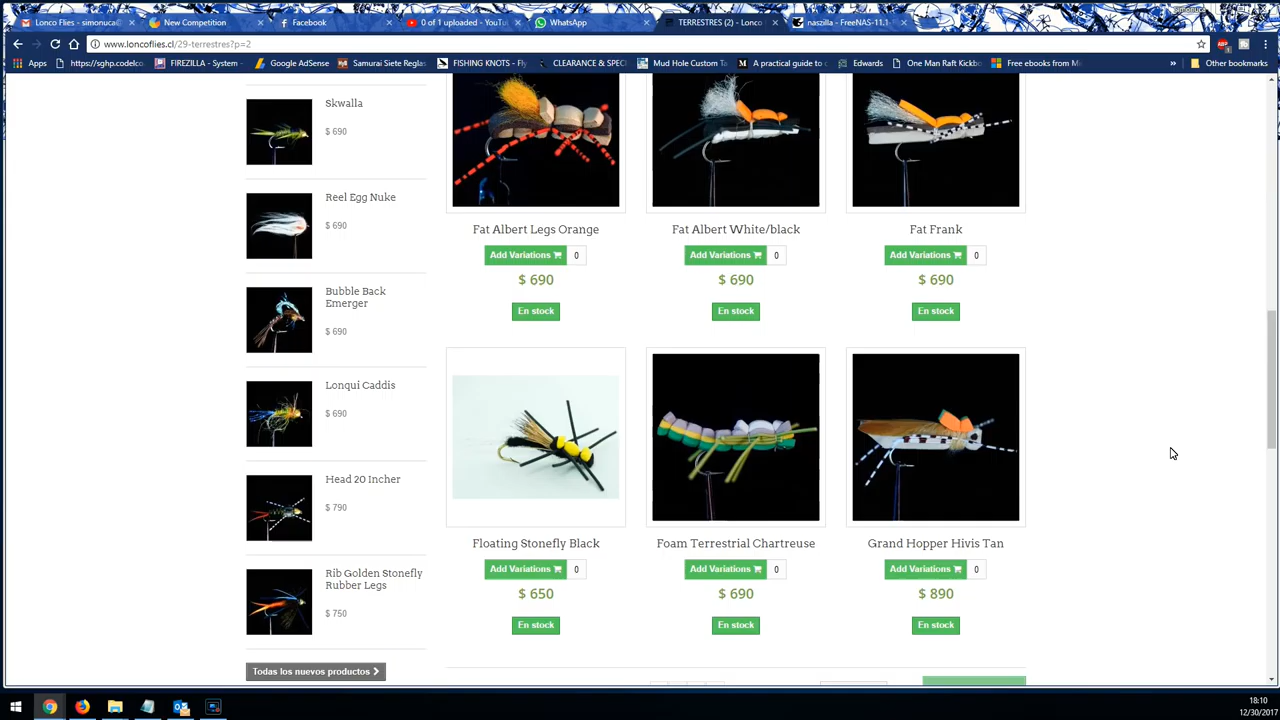 Lonco Flies - simonuca@
New Competition
Facebook
0 of 1 uploaded - YouTu
WhatsApp
TERRESTRES (2) - Lonco
naszilla - FreeNAS-11.1
simonuca
www.loncoflies.cl/29-terrestres?p=2
Apps
https://sghp.codelco
FIREZILLA - System -
Google AdSense
Samurai Siete Reglas
FISHING KNOTS - Fly
CLEARANCE & SPECI
Mud Hole Custom Ta
A practical guide to
Edwards
One Man Raft Kickbo
Free ebooks from Mi
»
Other bookmarks
Skwalla
$ 690
Reel Egg Nuke
$ 690
Bubble Back
Emerger
$ 690
Lonqui Caddis
$ 690
Head 20 Incher
$ 790
Rib Golden Stonefly
Rubber Legs
$ 750
Todas los nuevos productos
Fat Albert Legs Orange
Add Variations 0
$ 690
En stock
Fat Albert White/black
Add Variations 0
$ 690
En stock
Fat Frank
Add Variations 0
$ 690
En stock
Floating Stonefly Black
Add Variations 0
$ 650
En stock
Foam Terrestrial Chartreuse
Add Variations 0
$ 690
En stock
Grand Hopper Hivis Tan
Add Variations 0
$ 890
En stock
18:10
12/30/2017